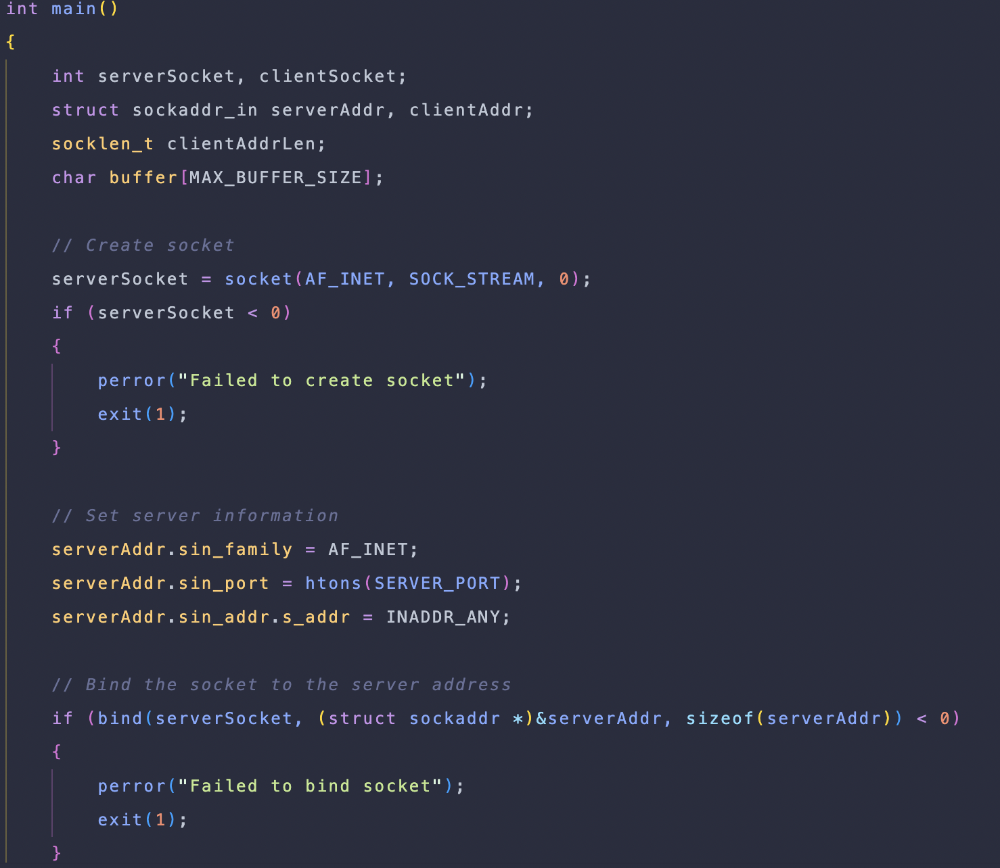 int main()
{
    int serverSocket, clientSocket;
    struct sockaddr_in serverAddr, clientAddr;
    socklen_t clientAddrLen;
    char buffer[MAX_BUFFER_SIZE];

    // Create socket
    serverSocket = socket(AF_INET, SOCK_STREAM, 0);
    if (serverSocket < 0)
    {
        perror("Failed to create socket");
        exit(1);
    }

    // Set server information
    serverAddr.sin_family = AF_INET;
    serverAddr.sin_port = htons(SERVER_PORT);
    serverAddr.sin_addr.s_addr = INADDR_ANY;

    // Bind the socket to the server address
    if (bind(serverSocket, (struct sockaddr *)&serverAddr, sizeof(serverAddr)) < 0)
    {
        perror("Failed to bind socket");
        exit(1);
    }